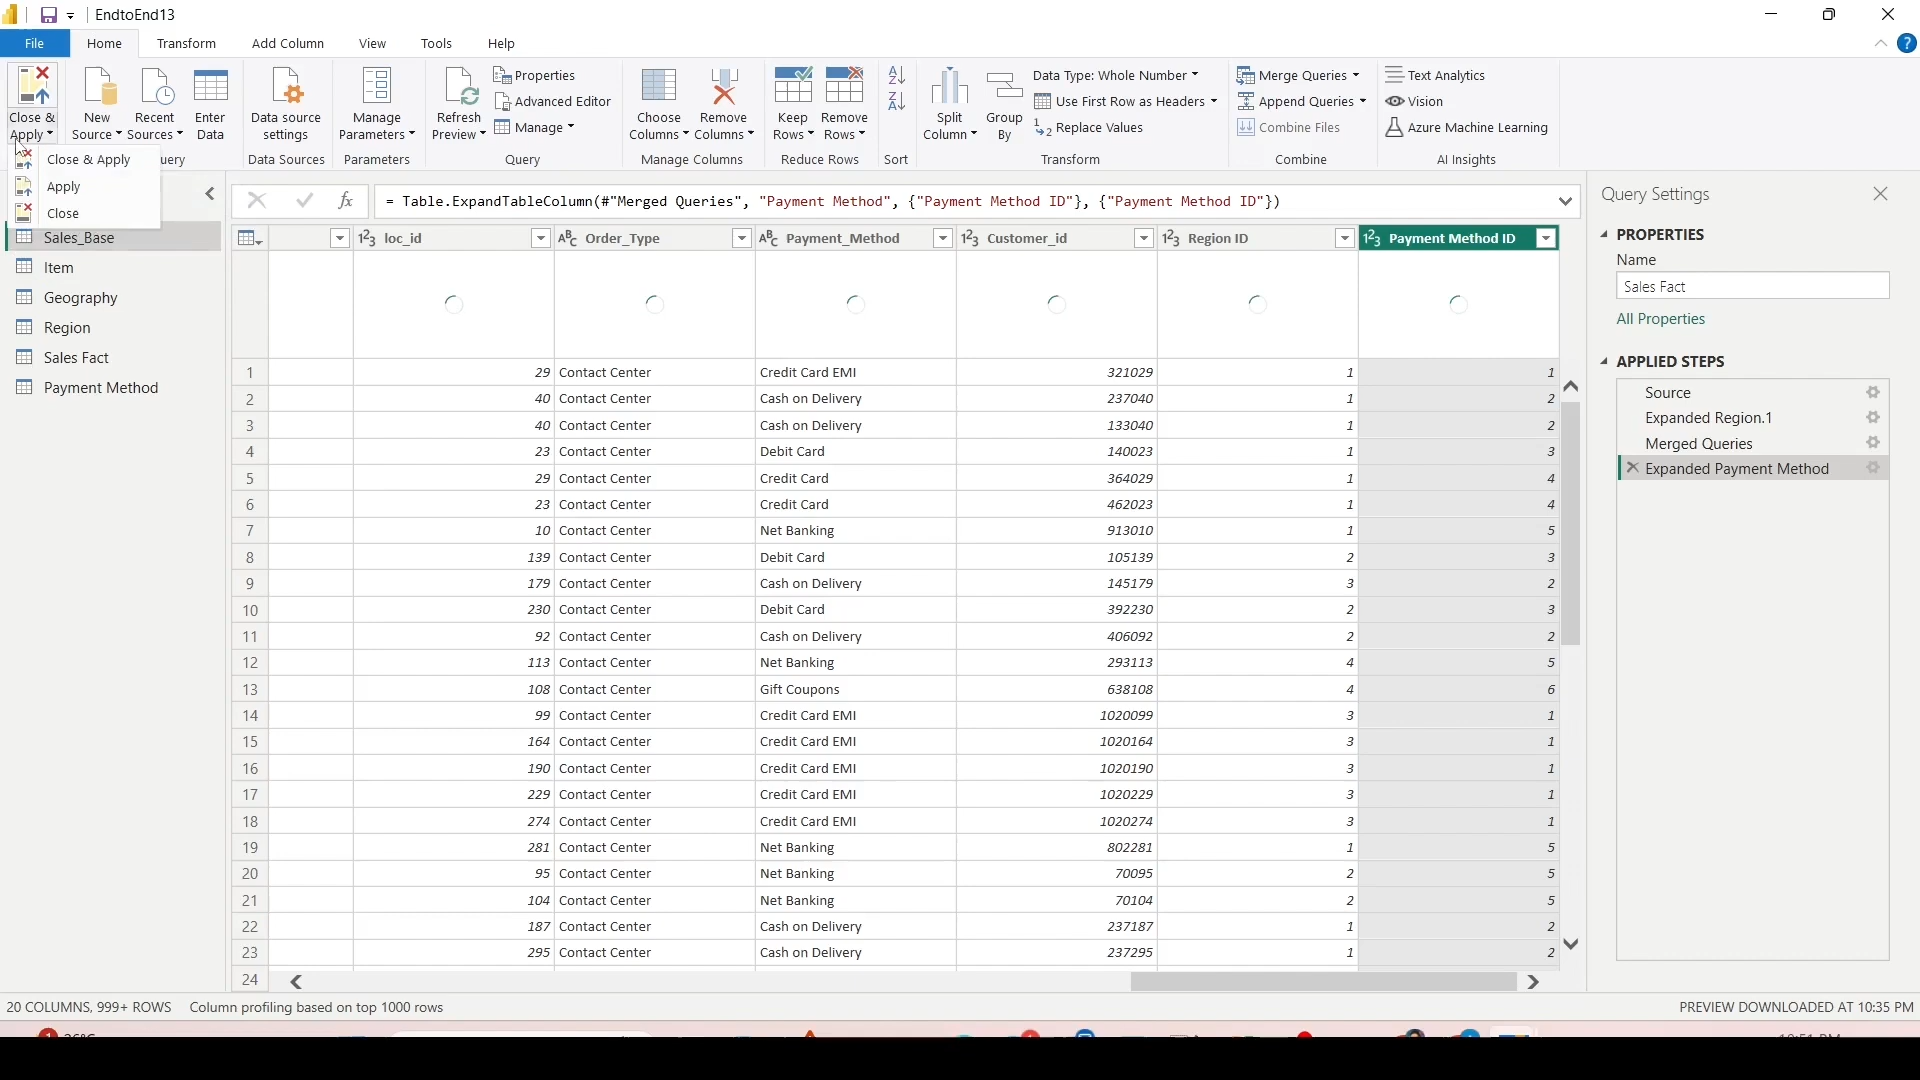 EndtoEnd13
File Home Transform Add Column View Tools Help
Close & Apply
New Source
Recent Sources
Enter Data
Data source settings
Data Sources
Manage Parameters
Parameters
Refresh Preview
Properties
Advanced Editor
Manage
Query
Choose Columns
Remove Columns
Manage Columns
Keep Rows
Remove Rows
Reduce Rows
Sort
Split Column
Group By
Data Type: Whole Number
Use First Row as Headers
Replace Values
Transform
Merge Queries
Append Queries
Combine Files
Combine
Text Analytics
Vision
Azure Machine Learning
AI Insights
Close & Apply
Apply
Close
Sales_Base
Item
Geography
Region
Sales Fact
Payment Method
fx = Table.ExpandTableColumn(#"Merged Queries", "Payment Method", {"Payment Method ID"}, {"Payment Method ID"})
loc_id Order_Type Payment_Method Customer_id Region ID Payment Method ID
1 29 Contact Center Credit Card EMI 321029 1 1
2 40 Contact Center Cash on Delivery 237040 1 2
3 40 Contact Center Cash on Delivery 133040 1 2
4 23 Contact Center Debit Card 140023 1 3
5 29 Contact Center Credit Card 364029 1 4
6 23 Contact Center Credit Card 462023 1 4
7 10 Contact Center Net Banking 913010 1 5
8 139 Contact Center Debit Card 105139 2 3
9 179 Contact Center Cash on Delivery 145179 3 2
10 230 Contact Center Debit Card 392230 2 3
11 92 Contact Center Cash on Delivery 406092 2 2
12 113 Contact Center Net Banking 293113 4 5
13 108 Contact Center Gift Coupons 638108 4 6
14 99 Contact Center Credit Card EMI 1020099 3 1
15 164 Contact Center Credit Card EMI 1020164 3 1
16 190 Contact Center Credit Card EMI 1020190 3 1
17 229 Contact Center Credit Card EMI 1020229 3 1
18 274 Contact Center Credit Card EMI 1020274 3 1
19 281 Contact Center Net Banking 802281 1 5
20 95 Contact Center Net Banking 70095 2 5
21 104 Contact Center Net Banking 70104 2 5
22 187 Contact Center Cash on Delivery 237187 1 2
23 295 Contact Center Cash on Delivery 237295 1 2
24
Query Settings
PROPERTIES
Name
Sales Fact
All Properties
APPLIED STEPS
Source
Expanded Region.1
Merged Queries
Expanded Payment Method
20 COLUMNS, 999+ ROWS Column profiling based on top 1000 rows
PREVIEW DOWNLOADED AT 10:35 PM